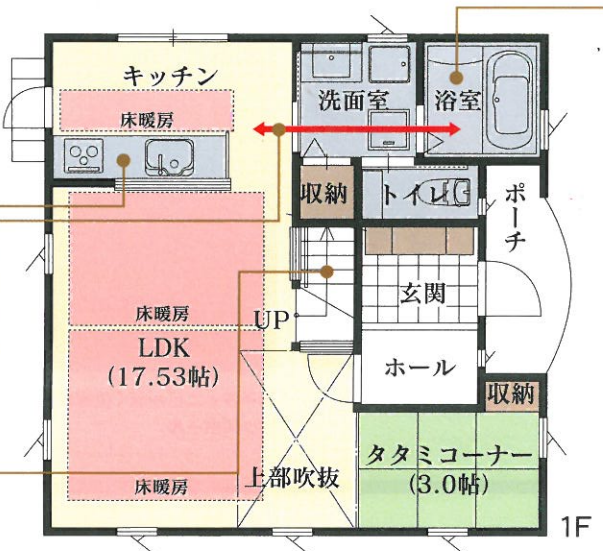 キッチン
床暖房
洗面室
浴室
収納
トイレ
ポーチ
床暖房
UP
玄関
LDK
(17.53帖)
ホール
収納
床暖房
上部吹抜
タタミコーナー
(3.0帖)
1F